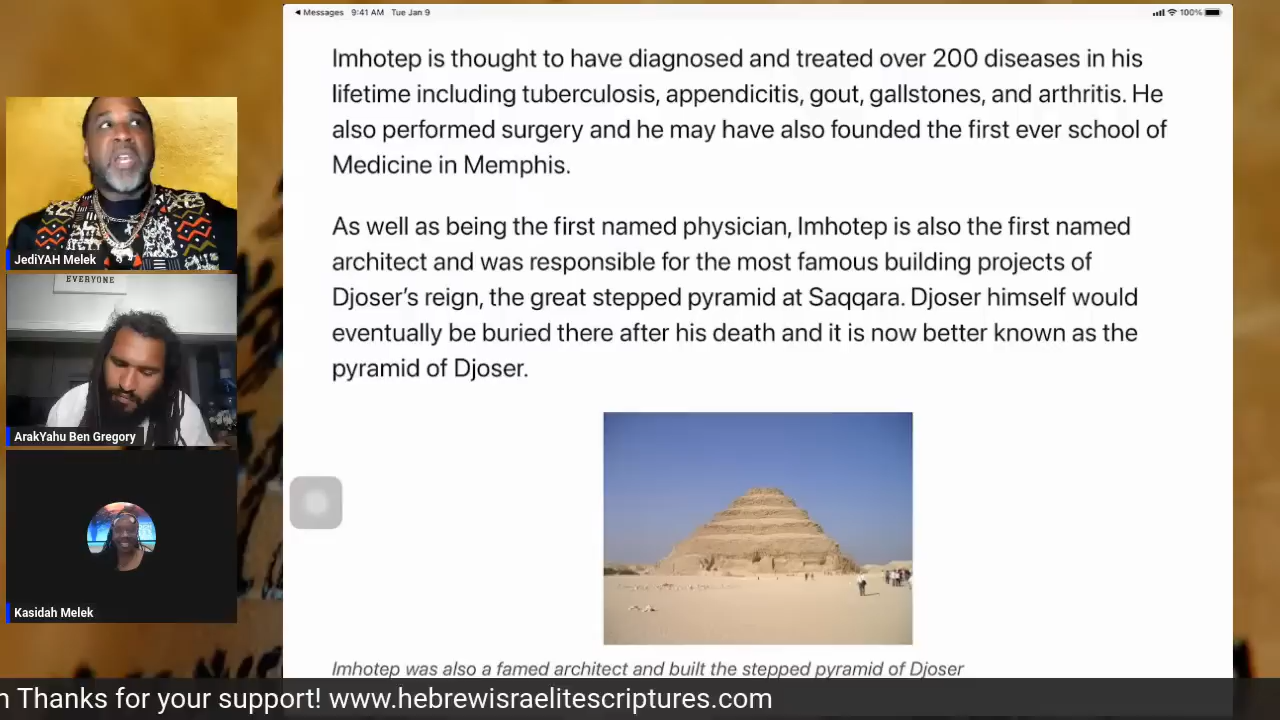 Messages 9:41 AM Tue Jan 9 100%
Imhotep is thought to have diagnosed and treated over 200 diseases in his
lifetime including tuberculosis, appendicitis, gout, gallstones, and arthritis. He
also performed surgery and he may have also founded the first ever school of
Medicine in Memphis.
As well as being the first named physician, Imhotep is also the first named
architect and was responsible for the most famous building projects of
Djoser’s reign, the great stepped pyramid at Saqqara. Djoser himself would
eventually be buried there after his death and it is now better known as the
pyramid of Djoser.
Imhotep was also a famed architect and built the stepped pyramid of Djoser
JediYAH Melek
EVERYONE
ArakYahu Ben Gregory
Kasidah Melek
Thanks for your support! www.hebrewisraelitescriptures.com